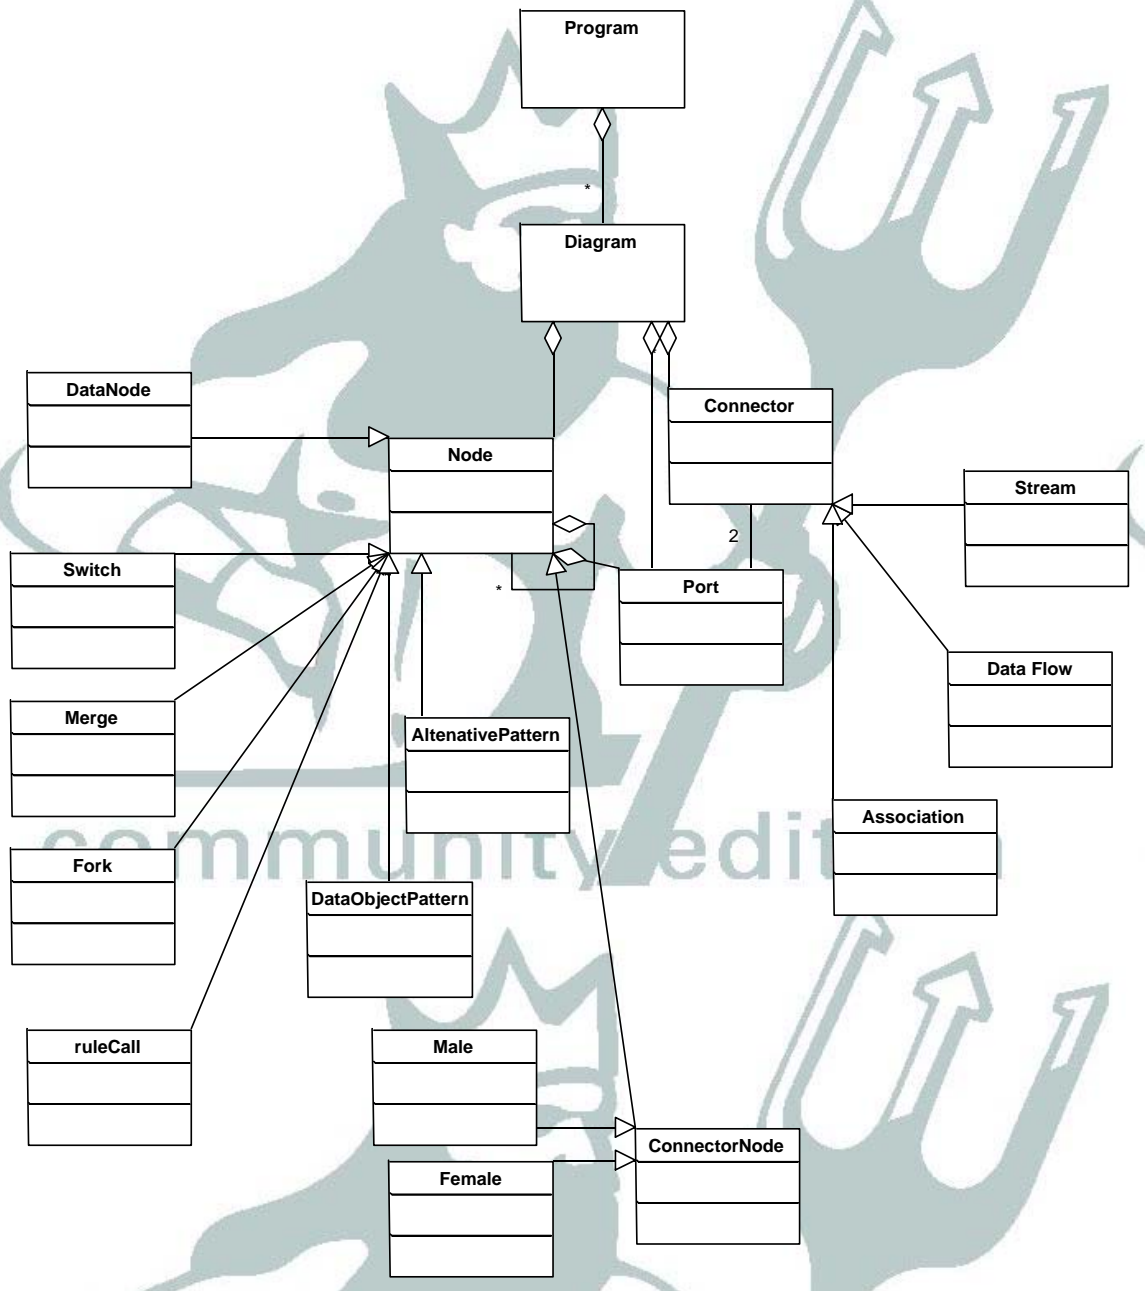 Program
*
Diagram
DataNode
Connector
Node
Stream
2
Switch
*
Port
Data Flow
Merge
AltenativePattern
Association
community edition
Fork
DataObjectPattern
ruleCall
Male
ConnectorNode
Female